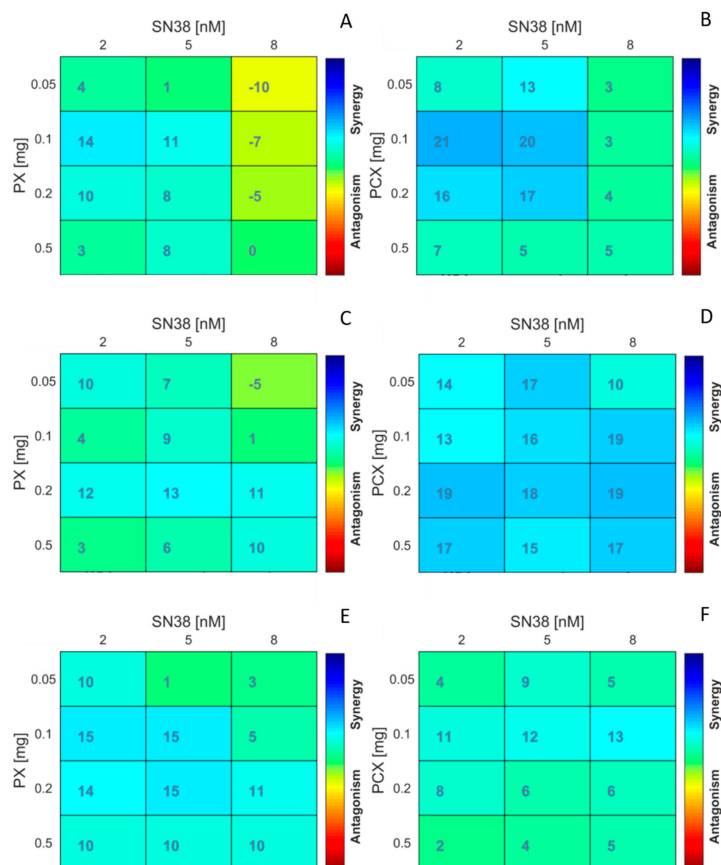 SN38 [nM]
A
2 5 8
PX [mg]
0.05 4 1 -10
0.1 14 11 -7
0.2 10 8 -5
0.5 3 8 0
Synergy
Antagonism
SN38 [nM]
B
2 5 8
PCX [mg]
0.05 8 13 3
0.1 21 20 3
0.2 16 17 4
0.5 7 5 5
Synergy
Antagonism
SN38 [nM]
C
2 5 8
PX [mg]
0.05 10 7 -5
0.1 4 9 1
0.2 12 13 11
0.5 3 6 10
Synergy
Antagonism
SN38 [nM]
D
2 5 8
PCX [mg]
0.05 14 17 10
0.1 13 16 19
0.2 19 18 19
0.5 17 15 17
Synergy
Antagonism
SN38 [nM]
E
2 5 8
PX [mg]
0.05 10 1 3
0.1 15 15 5
0.2 14 15 11
0.5 10 10 10
Synergy
Antagonism
SN38 [nM]
F
2 5 8
PCX [mg]
0.05 4 9 5
0.1 11 12 13
0.2 8 6 6
0.5 2 4 5
Synergy
Antagonism